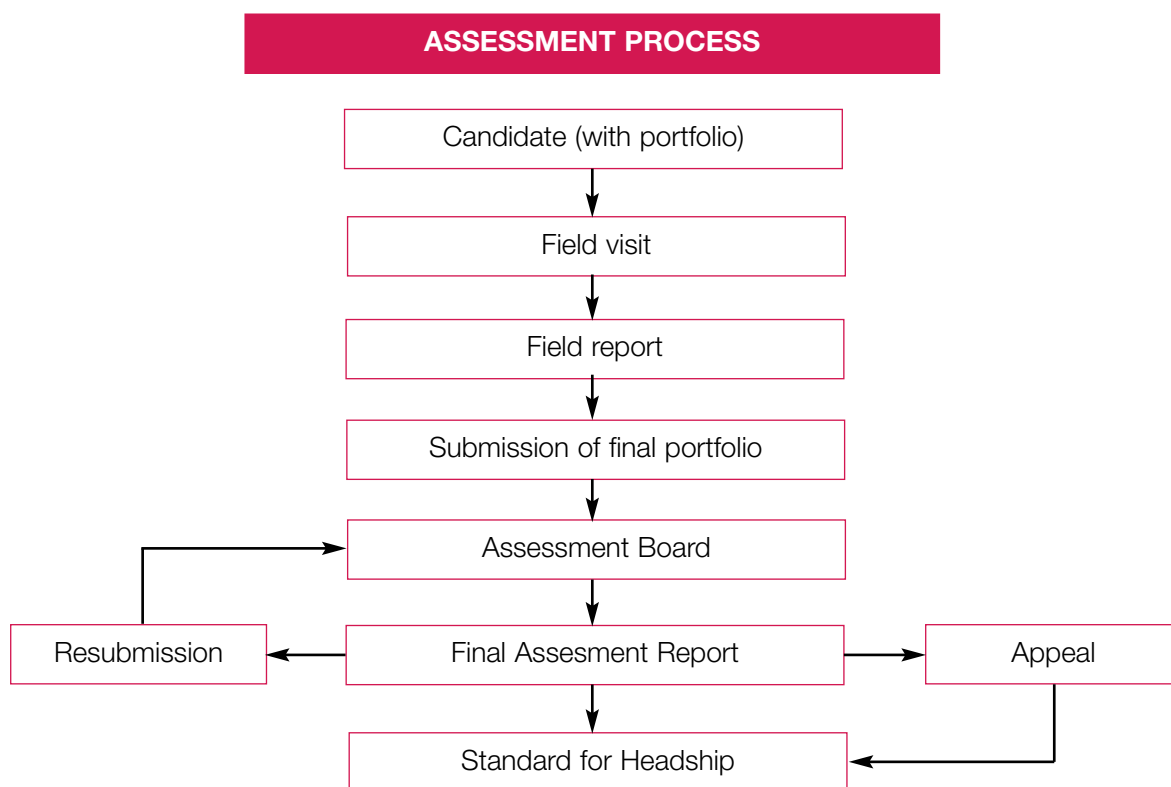 ASSESSMENT PROCESS
Candidate (with portfolio)
Field visit
Field report
Submission of final portfolio
Assessment Board
Resubmission
Final Assesment Report
Appeal
Standard for Headship